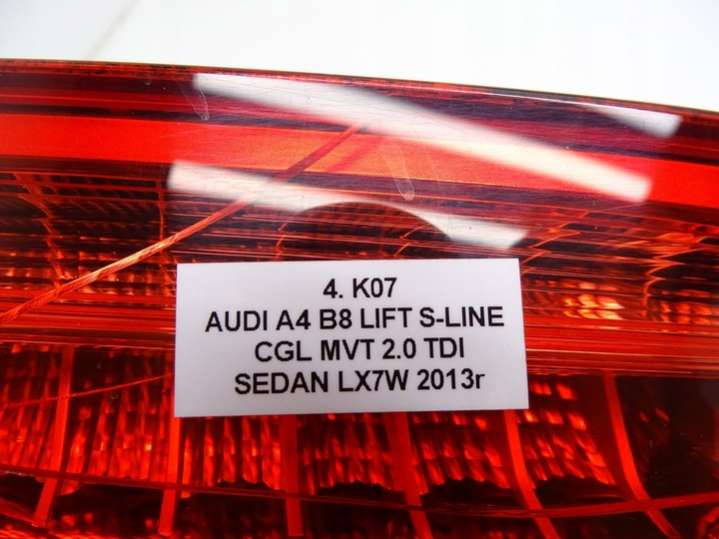 4. K07
AUDI A4 B8 LIFT S-LINE
CGL MVT 2.0 TDI
SEDAN LX7W 2013r